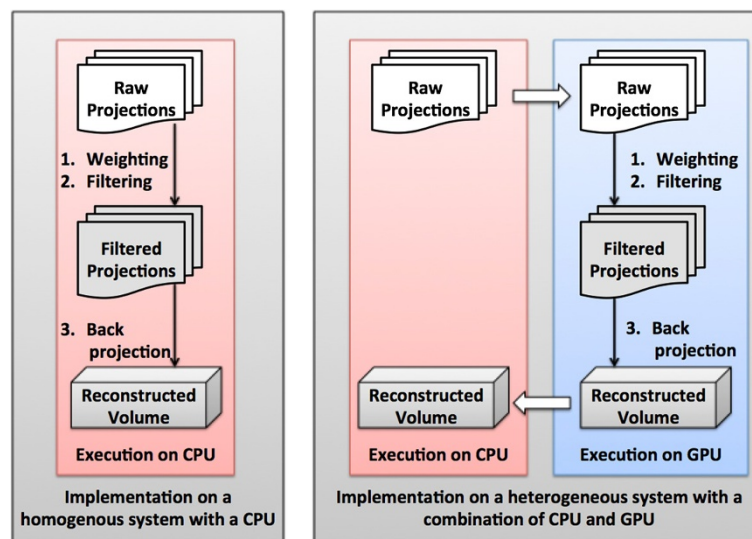 Raw
Projections
1. Weighting
2. Filtering
Filtered
Projections
3. Back
projection
Reconstructed
Volume
Execution on CPU
Implementation on a
homogenous system with a CPU
Raw
Projections
Reconstructed
Volume
Execution on CPU
Raw
Projections
1. Weighting
2. Filtering
Filtered
Projections
3. Back
projection
Reconstructed
Volume
Execution on GPU
Implementation on a heterogeneous system with a
combination of CPU and GPU